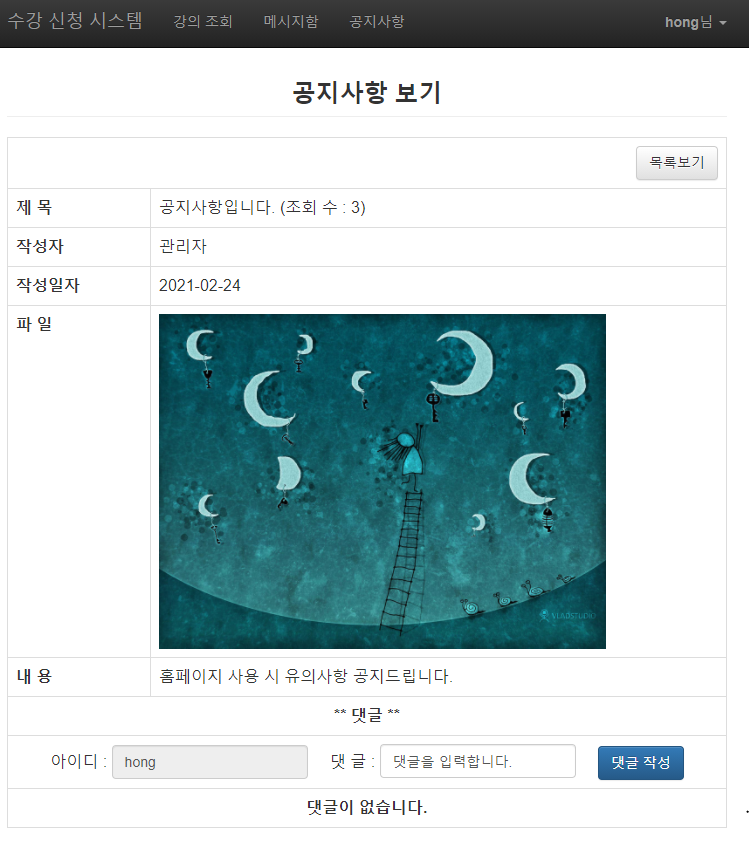 수강 신청 시스템 강의 조회 메시지함 공지사항 hong님
공지사항 보기
목록보기
제 목 공지사항입니다. (조회 수 : 3)
작성자 관리자
작성일자 2021-02-24
파 일
VLADSTUDIO
내 용 홈페이지 사용 시 유의사항 공지드립니다.
** 댓글 **
아이디 : hong 댓 글 : 댓글을 입력합니다. 댓글 작성
댓글이 없습니다. .